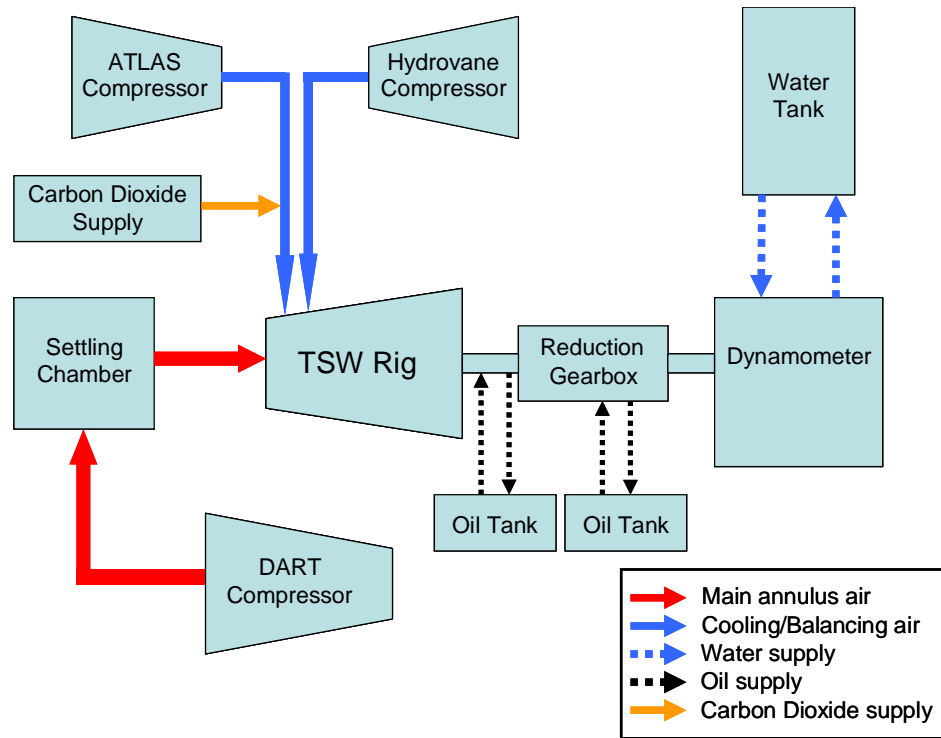 ATLAS
Compressor
Hydrovane
Compressor
Water
Tank
Carbon Dioxide
Supply
Settling
Chamber
TSW Rig
Reduction
Gearbox
Dynamometer
Oil Tank
Oil Tank
DART
Compressor
Main annulus air
Cooling/Balancing air
Water supply
Oil supply
Carbon Dioxide supply